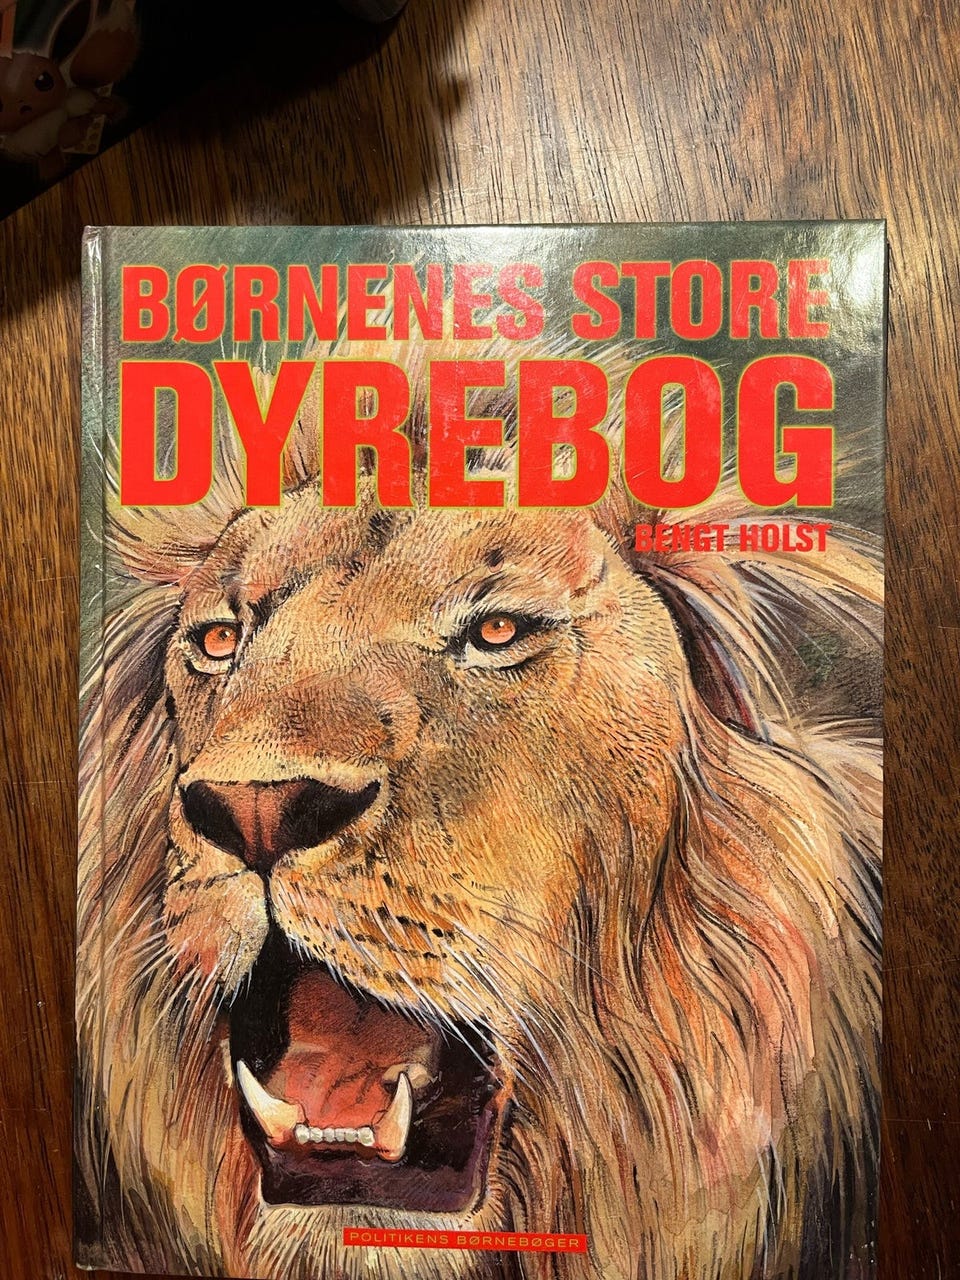 BØRNENES STORE
DYREBOG
BENGT HOLST
POLITIKENS BØRNEBØGER